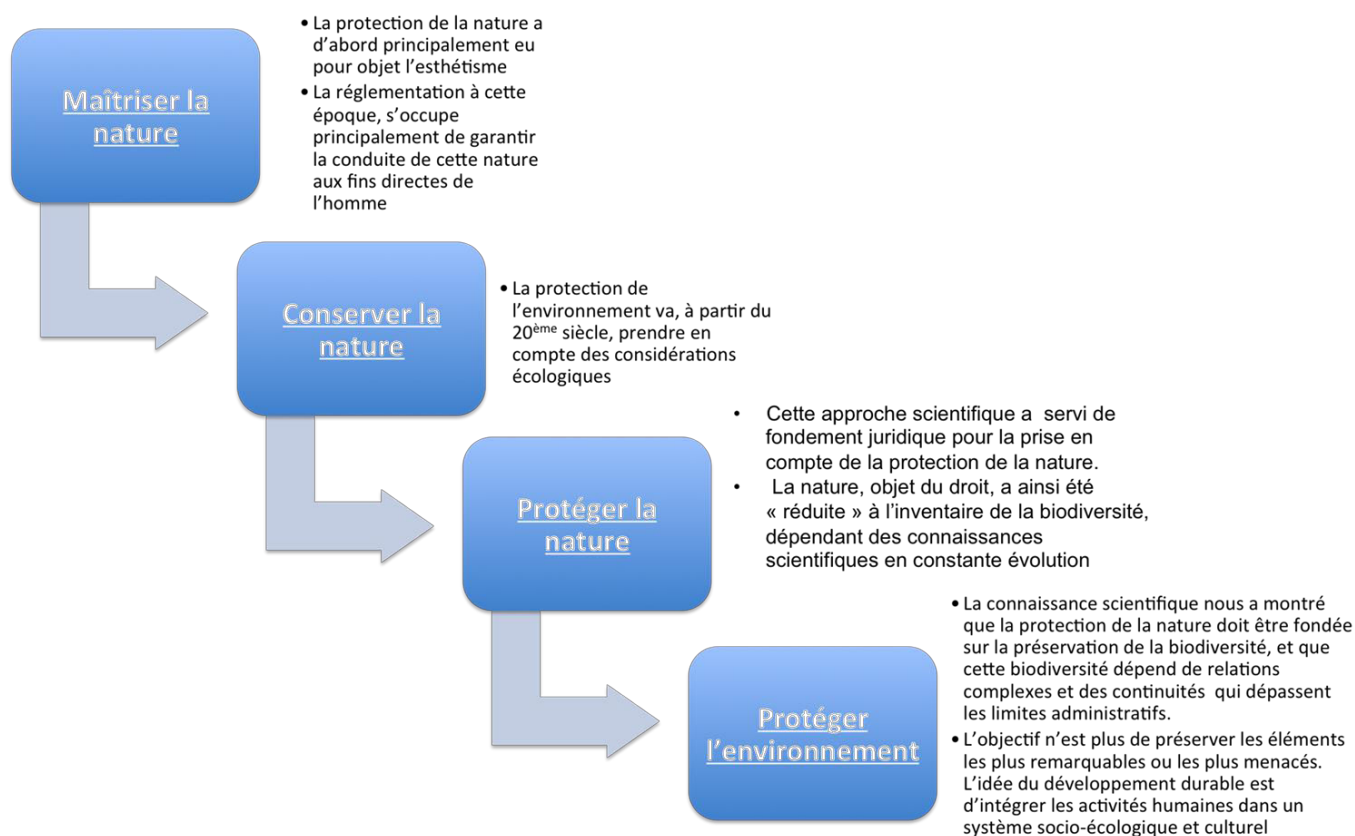 Maîtriser la
nature
• La protection de la nature a
d’abord principalement eu
pour objet l’esthétisme
• La réglementation à cette
époque, s’occupe
principalement de garantir
la conduite de cette nature
aux fins directes de
l’homme
Conserver la
nature
• La protection de
l’environnement va, à partir du
20ème siècle, prendre en
compte des considérations
écologiques
Protéger la
nature
• Cette approche scientifique a servi de
fondement juridique pour la prise en
compte de la protection de la nature.
• La nature, objet du droit, a ainsi été
« réduite » à l’inventaire de la biodiversité,
dépendant des connaissances
scientifiques en constante évolution
Protéger
l’environnement
• La connaissance scientifique nous a montré
que la protection de la nature doit être fondée
sur la préservation de la biodiversité, et que
cette biodiversité dépend de relations
complexes et des continuités qui dépassent
les limites administratifs.
• L’objectif n’est plus de préserver les éléments
les plus remarquables ou les plus menacés.
L’idée du développement durable est
d’intégrer les activités humaines dans un
système socio-écologique et culturel